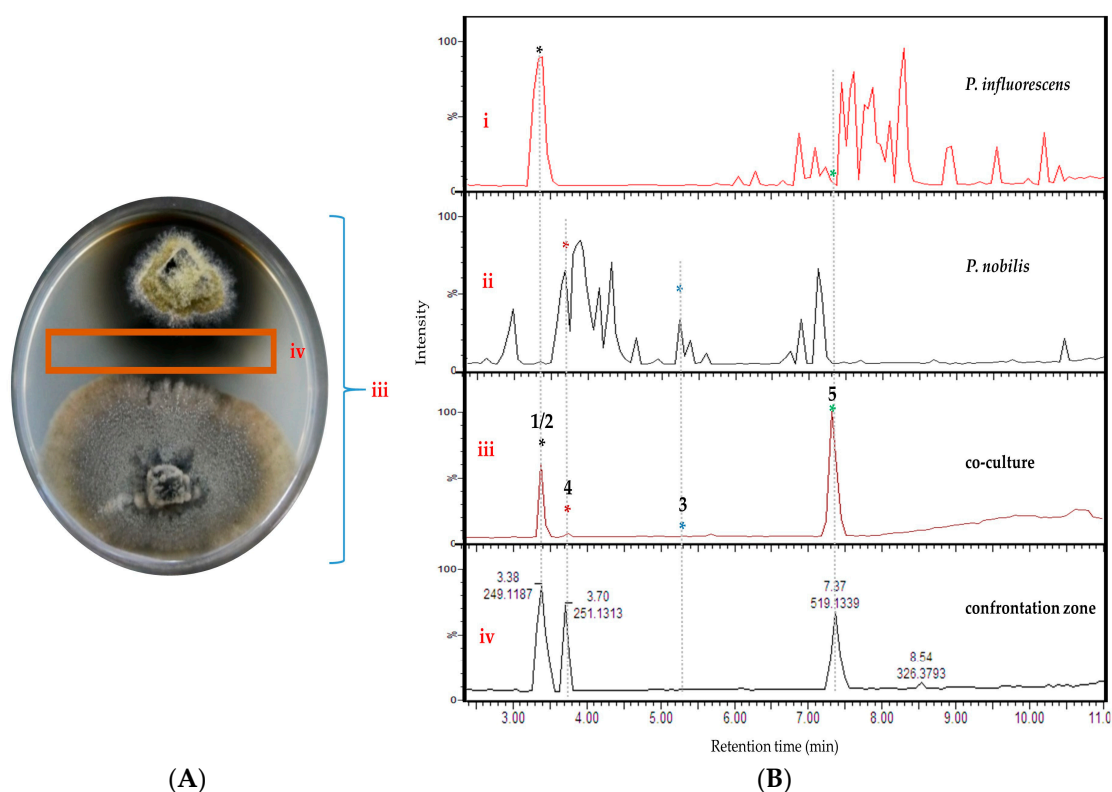 100
%
0
i
*
*
P. influorescens
100
50
%
0
ii
*
*
P. nobilis
Intensity
iv
iii
100
%
0
iii
1/2
*
4
*
3
*
5
*
co-culture
100
%
0
iv
3.38
249.1187
3.70
251.1313
7.37
519.1339
8.54
326.3793
confrontation zone
3.00 4.00 5.00 6.00 7.00 8.00 9.00 10.00 11.0
Retention time (min)
(A) (B)